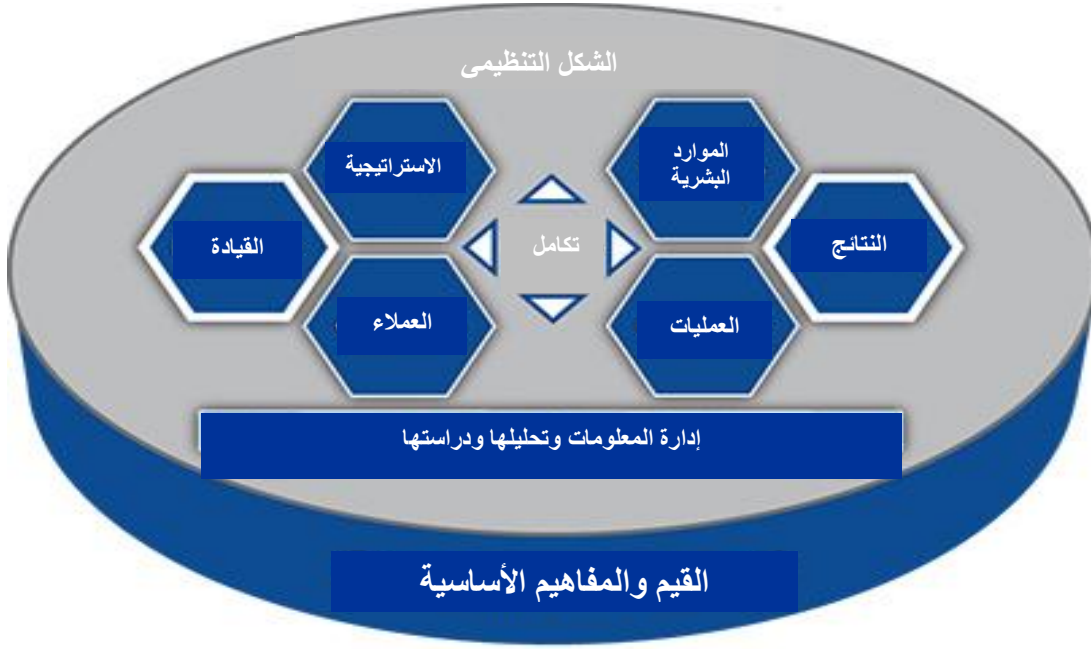 الشكل التنظيمى
الموارد
البشرية
الاستراتيجية
النتائج
تكامل
القيادة
العمليات
العملاء
إدارة المعلومات وتحليلها ودراستها
القيم والمفاهيم الأساسية